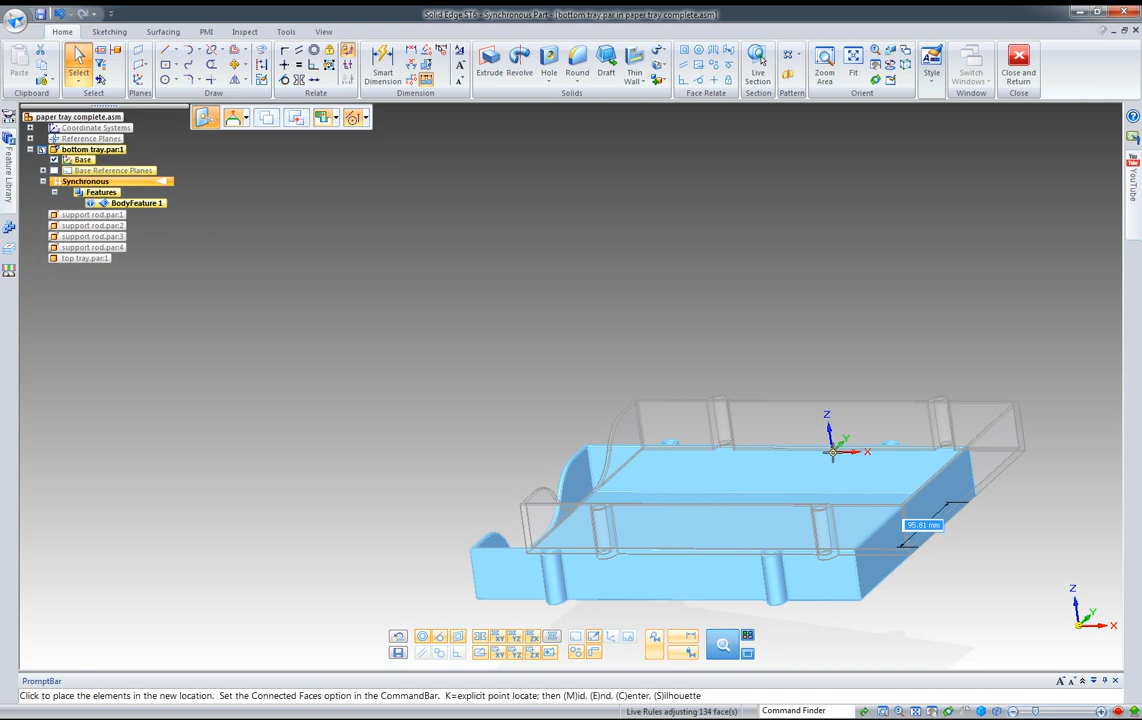 Solid Edge ST6 - Synchronous Part - [bottom tray.par in paper tray complete.asm]
Home Sketching Surfacing PMI Inspect Tools View
Paste Select Smart Dimension Extrude Revolve Hole Round Draft Thin Wall Live Section Zoom Area Fit Style Switch Windows Close and Return
Clipboard Select Planes Draw Relate Dimension Solids Face Relate Section Pattern Orient Style Window Close
paper tray complete.asm
Coordinate Systems
Reference Planes
bottom tray.par:1
Base
Base Reference Planes
Synchronous
Features
BodyFeature 1
support rod.par:1
support rod.par:2
support rod.par:3
support rod.par:4
top tray.par:1
Feature Library
YouTube
Z
Y
X
95.81 mm
Z
Y
X
XY YZ ZX
XY YZ ZX
PromptBar
Click to place the elements in the new location. Set the Connected Faces option in the CommandBar. K=explicit point locate; then (M)id, (E)nd, (C)enter, (S)ilhouette
Live Rules adjusting 134 face(s) Command Finder